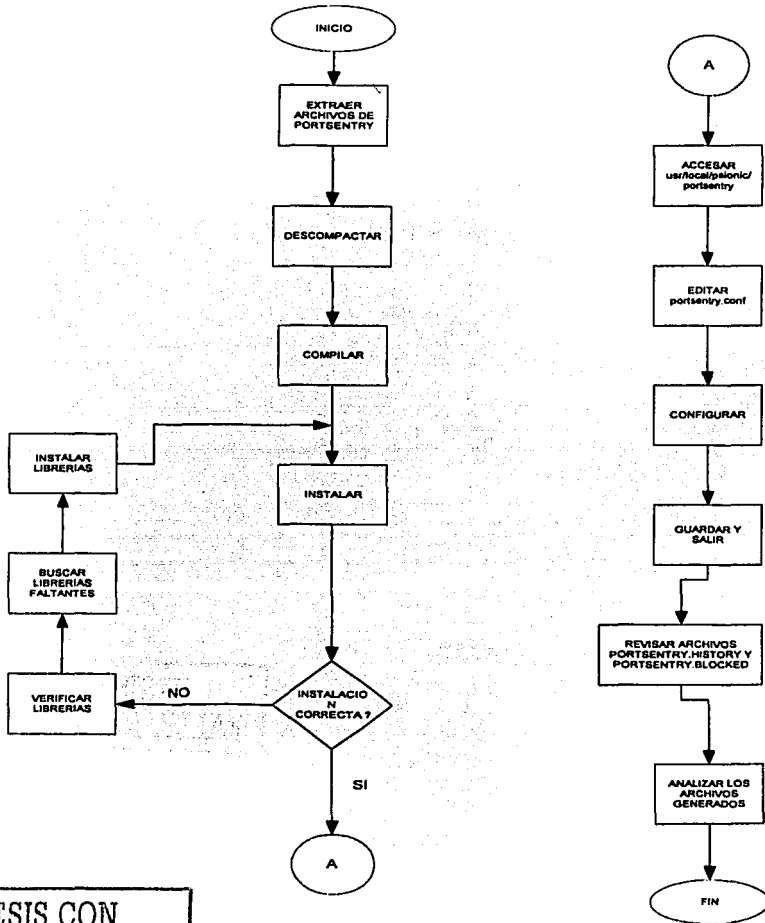 INICIO
EXTRAER
ARCHIVOS DE
PORTSENTRY
DESCOMPACTAR
COMPILAR
INSTALAR
LIBRERIAS
INSTALAR
BUSCAR
LIBRERIAS
FALTANTES
VERIFICAR
LIBRERIAS
NO
INSTALACIO
N
CORRECTA ?
SI
A
A
ACCESAR
usr/local/psionic/
portsentry
EDITAR
portsentry.conf
CONFIGURAR
GUARDAR Y
SALIR
REVISAR ARCHIVOS
PORTSENTRY.HISTORY Y
PORTSENTRY.BLOCKED
ANALIZAR LOS
ARCHIVOS
GENERADOS
FIN
ESIS CON